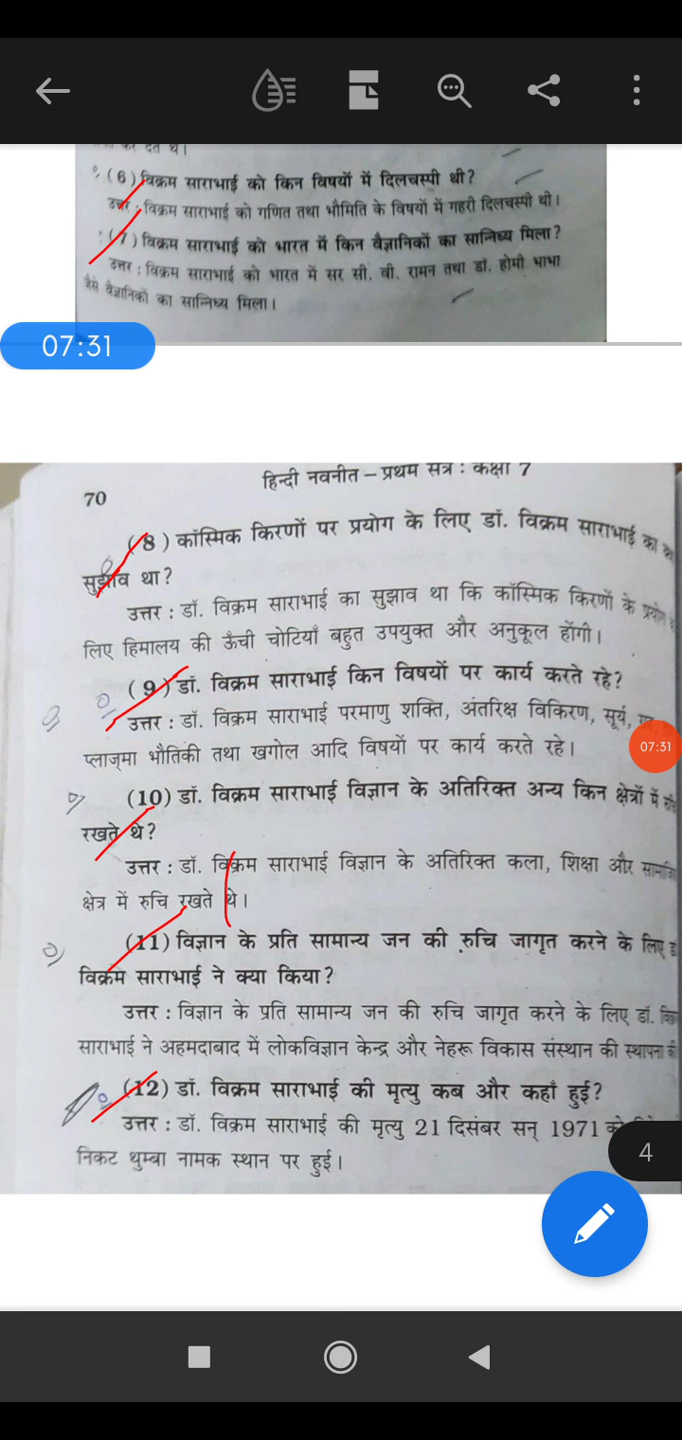 (6) विक्रम साराभाई को किन विषयों में दिलचस्पी थी?
उत्तर : विक्रम साराभाई को गणित तथा भौमिति के विषयों में गहरी दिलचस्पी थी।
(7) विक्रम साराभाई को भारत में किन वैज्ञानिकों का सान्निध्य मिला?
उत्तर : विक्रम साराभाई को भारत में सर सी. वी. रामन तथा डॉ. होमी भाभा
जैसे वैज्ञानिकों का सान्निध्य मिला।
07:31
हिन्दी नवनीत – प्रथम सत्र : कक्षा 7
70
(8) कॉस्मिक किरणों पर प्रयोग के लिए डॉ. विक्रम साराभाई का
सुझाव था?
उत्तर : डॉ. विक्रम साराभाई का सुझाव था कि कॉस्मिक किरणों के प्रयोग
लिए हिमालय की ऊँची चोटियाँ बहुत उपयुक्त और अनुकूल होंगी।
(9) डॉ. विक्रम साराभाई किन विषयों पर कार्य करते रहे?
उत्तर : डॉ. विक्रम साराभाई परमाणु शक्ति, अंतरिक्ष विकिरण, सूर्य,
07:31
प्लाज़्मा भौतिकी तथा खगोल आदि विषयों पर कार्य करते रहे।
(10) डॉ. विक्रम साराभाई विज्ञान के अतिरिक्त अन्य किन क्षेत्रों में
रखते थे?
उत्तर : डॉ. विक्रम साराभाई विज्ञान के अतिरिक्त कला, शिक्षा और
क्षेत्र में रुचि रखते थे।
(11) विज्ञान के प्रति सामान्य जन की रुचि जागृत करने के लिए
विक्रम साराभाई ने क्या किया?
उत्तर : विज्ञान के प्रति सामान्य जन की रुचि जागृत करने के लिए डॉ.
साराभाई ने अहमदाबाद में लोकविज्ञान केन्द्र और नेहरू विकास संस्थान की स्थापना की
(12) डॉ. विक्रम साराभाई की मृत्यु कब और कहाँ हुई?
उत्तर : डॉ. विक्रम साराभाई की मृत्यु 21 दिसंबर सन् 1971 को
4
निकट थुम्बा नामक स्थान पर हुई।